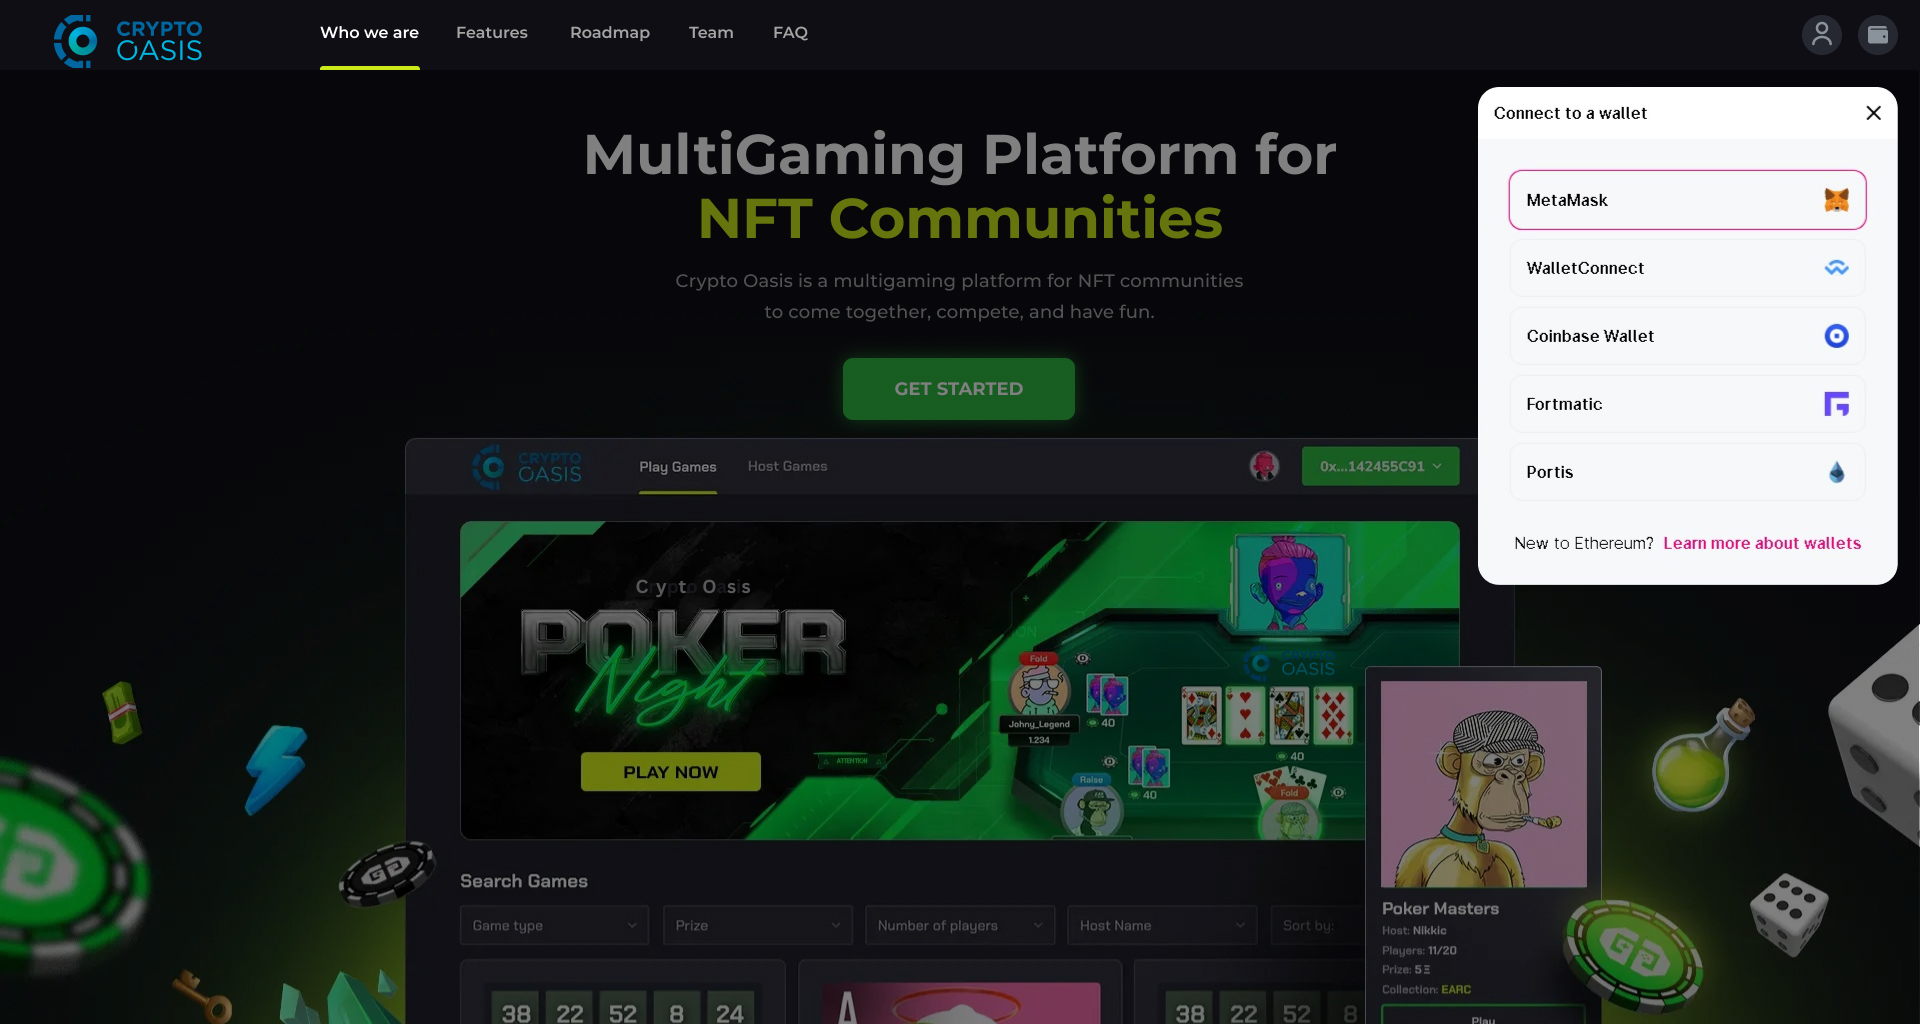 CRYPTO
OASIS
Who we are
Features
Roadmap
Team
FAQ
Connect to a wallet
MetaMask
WalletConnect
Coinbase Wallet
Fortmatic
Portis
New to Ethereum? Learn more about wallets
MultiGaming Platform for
NFT Communities
Crypto Oasis is a multigaming platform for NFT communities
to come together, compete, and have fun.
GET STARTED
CRYPTO
OASIS
Play Games
Host Games
0x...142455C91
Crypto Oasis
POKER
Night
PLAY NOW
ATTENTION
CRYPTO
OASIS
Fold
Johny_Legend
1.234
40
Raise
40
40
Fold
Search Games
Game type
Prize
Number of players
Host Name
Sort by:
38 22 52 8 24
A
38 22 52 8
Poker Masters
Host: Nikkic
Players: 11/20
Prize: 5Ξ
Collection: EARC
Play